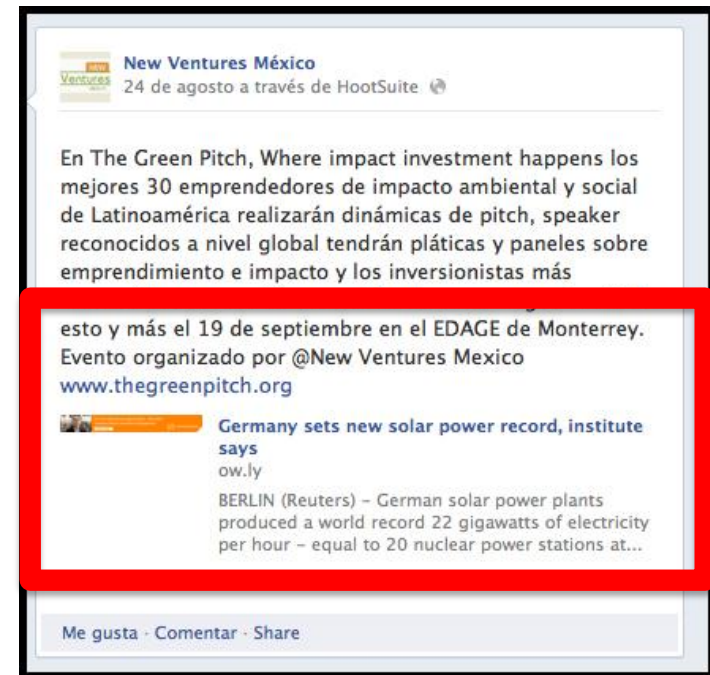 NEW
Ventures
New Ventures México
24 de agosto a través de HootSuite
En The Green Pitch, Where impact investment happens los
mejores 30 emprendedores de impacto ambiental y social
de Latinoamérica realizarán dinámicas de pitch, speaker
reconocidos a nivel global tendrán pláticas y paneles sobre
emprendimiento e impacto y los inversionistas más
esto y más el 19 de septiembre en el EDAGE de Monterrey.
Evento organizado por @New Ventures Mexico
www.thegreenpitch.org
Germany sets new solar power record, institute
says
ow.ly
BERLIN (Reuters) – German solar power plants
produced a world record 22 gigawatts of electricity
per hour – equal to 20 nuclear power stations at...
Me gusta · Comentar · Share